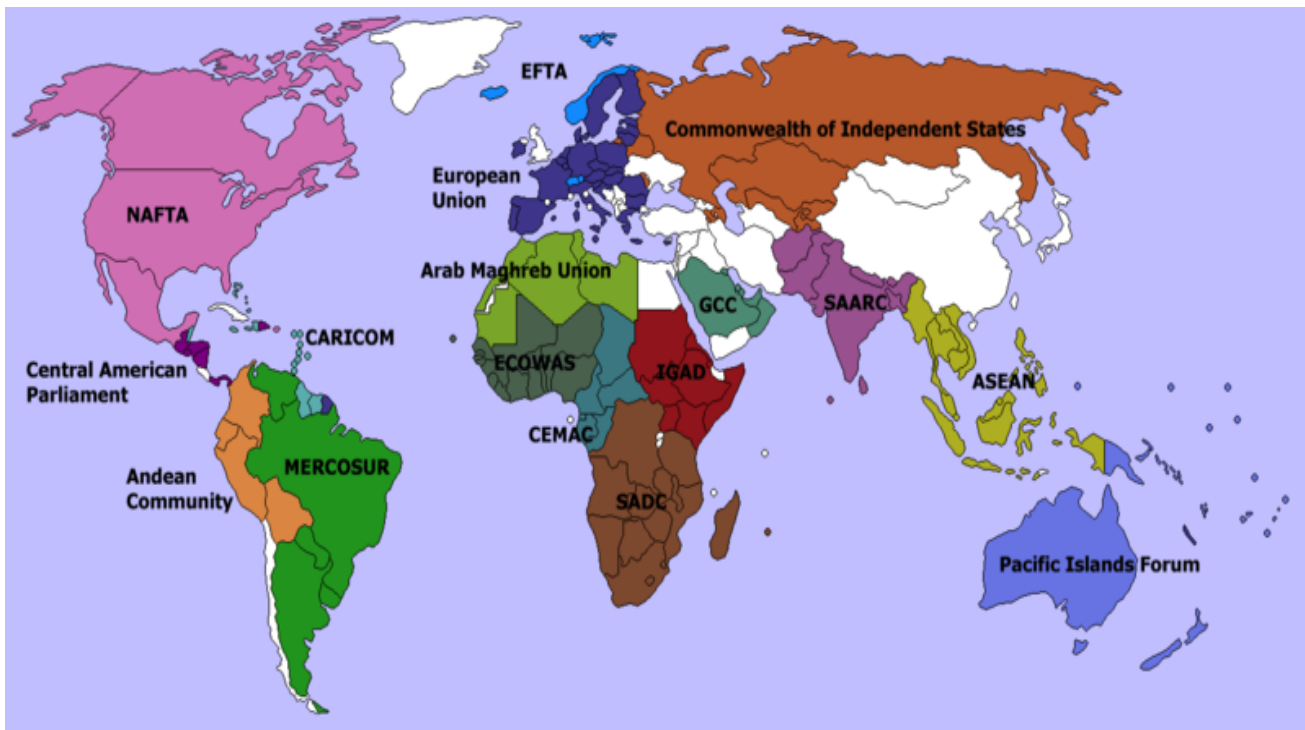 EFTA
Commonwealth of Independent States
European
Union
NAFTA
Arab Maghreb Union
GCC
SAARC
CARICOM
ECOWAS
IGAD
Central American
Parliament
ASEAN
CEMAC
MERCOSUR
Andean
Community
SADC
Pacific Islands Forum